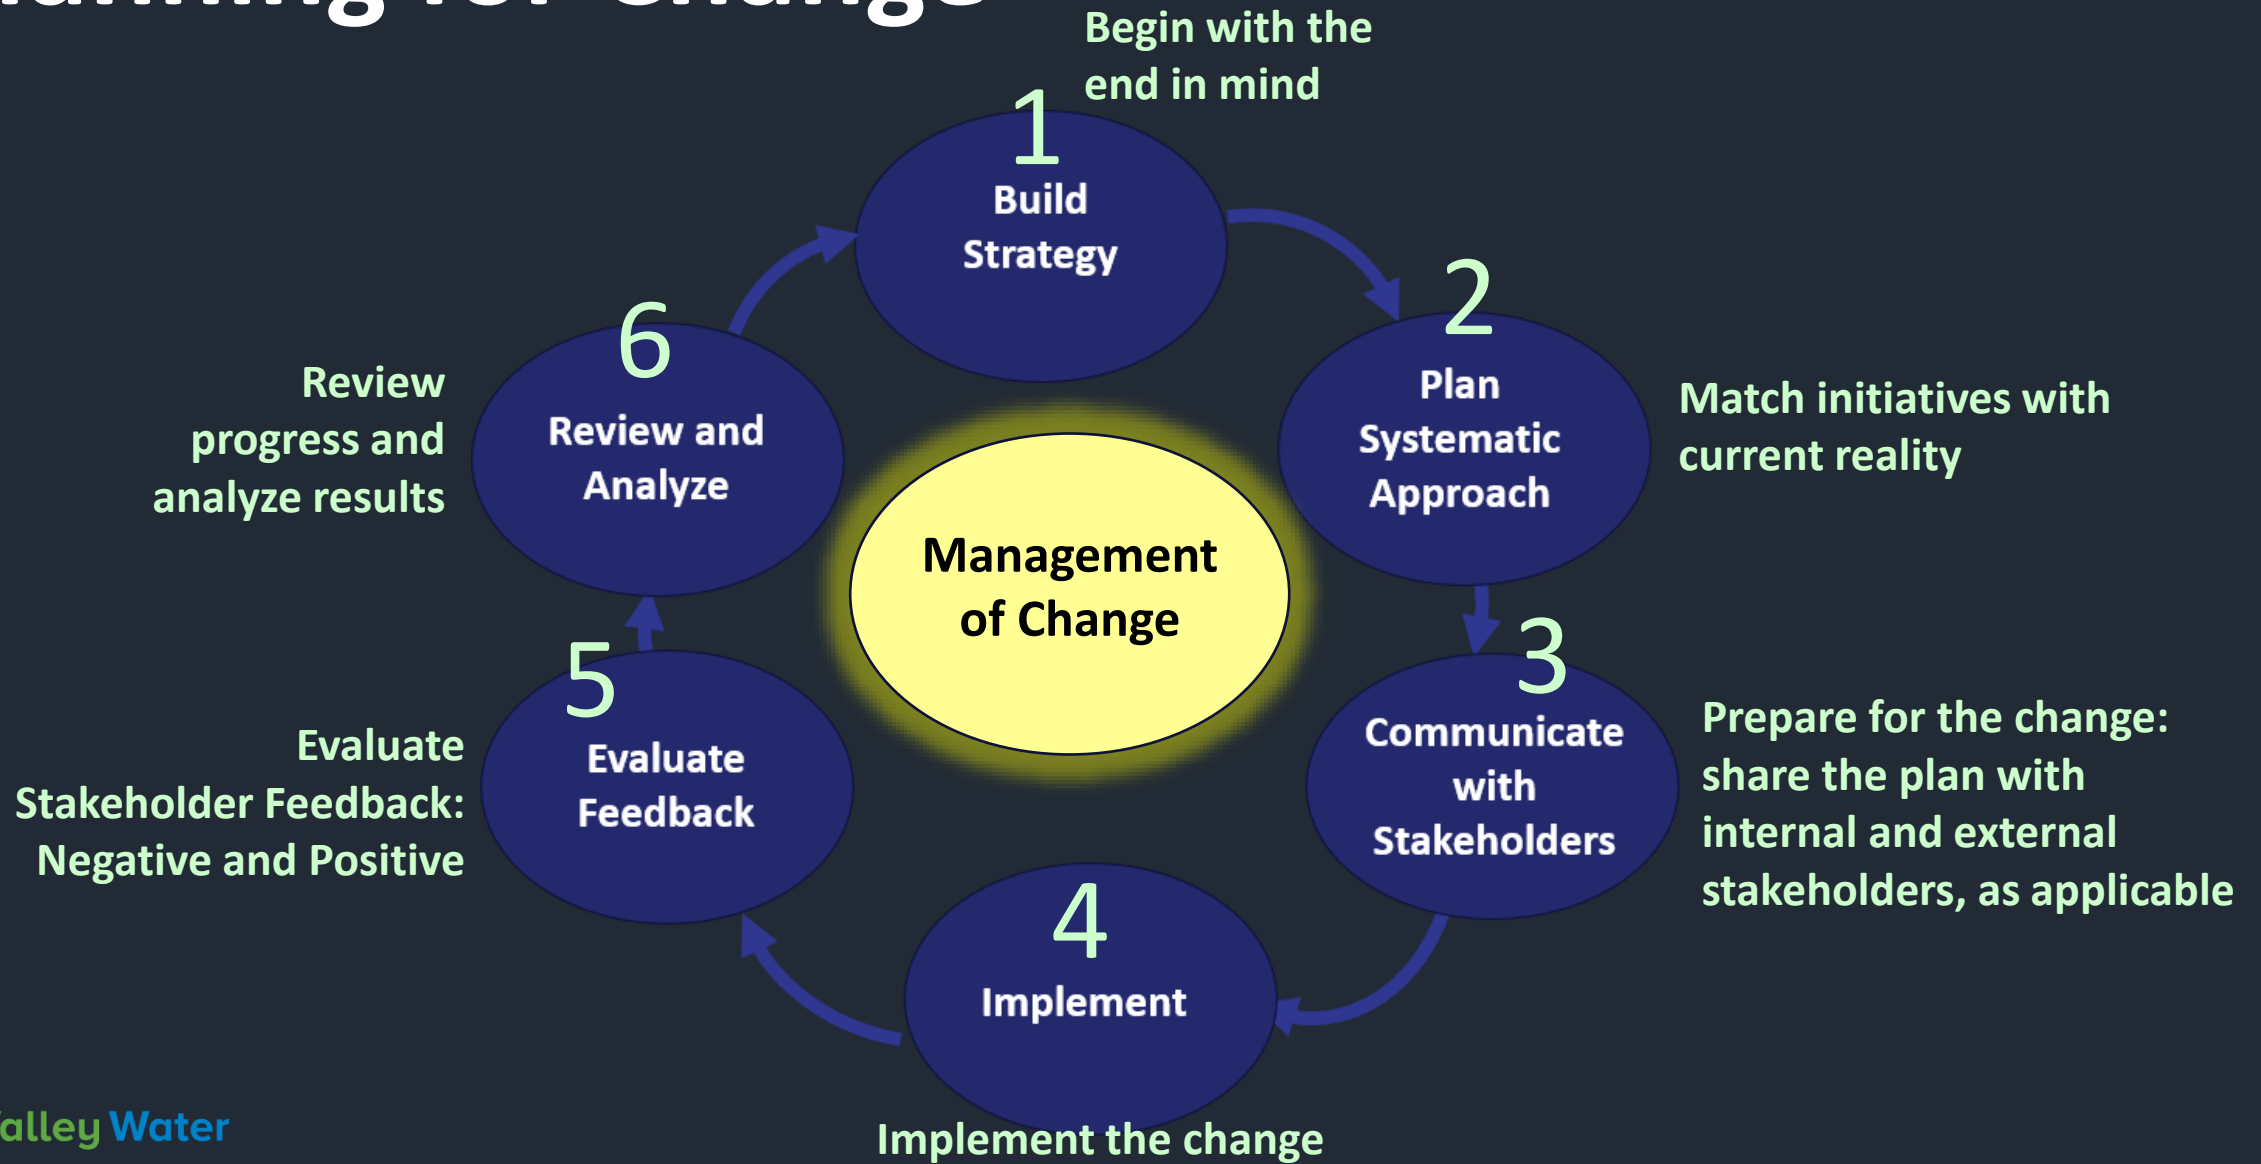 for Change
Begin with the
end in mind
1
Build
Strategy
2
Plan
Systematic
Approach
Match initiatives with
current reality
3
Communicate
with
Stakeholders
Prepare for the change:
share the plan with
internal and external
stakeholders, as applicable
4
Implement
Implement the change
5
Evaluate
Feedback
Evaluate
Stakeholder Feedback:
Negative and Positive
6
Review and
Analyze
Review
progress and
analyze results
Management
of Change
Valley Water